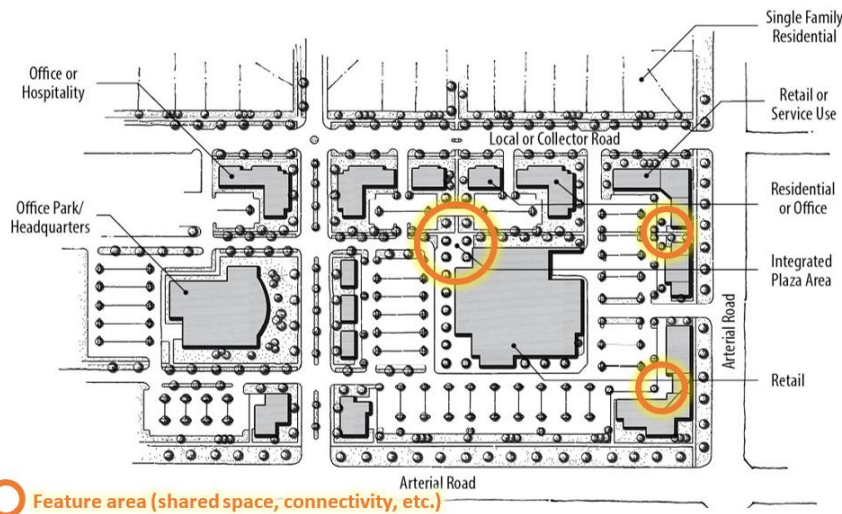 Single Family
Residential
Office or
Hospitality
Retail or
Service Use
Local or Collector Road
Residential
or Office
Office Park/
Headquarters
Integrated
Plaza Area
Arterial Road
Retail
Arterial Road
Feature area (shared space, connectivity, etc.)